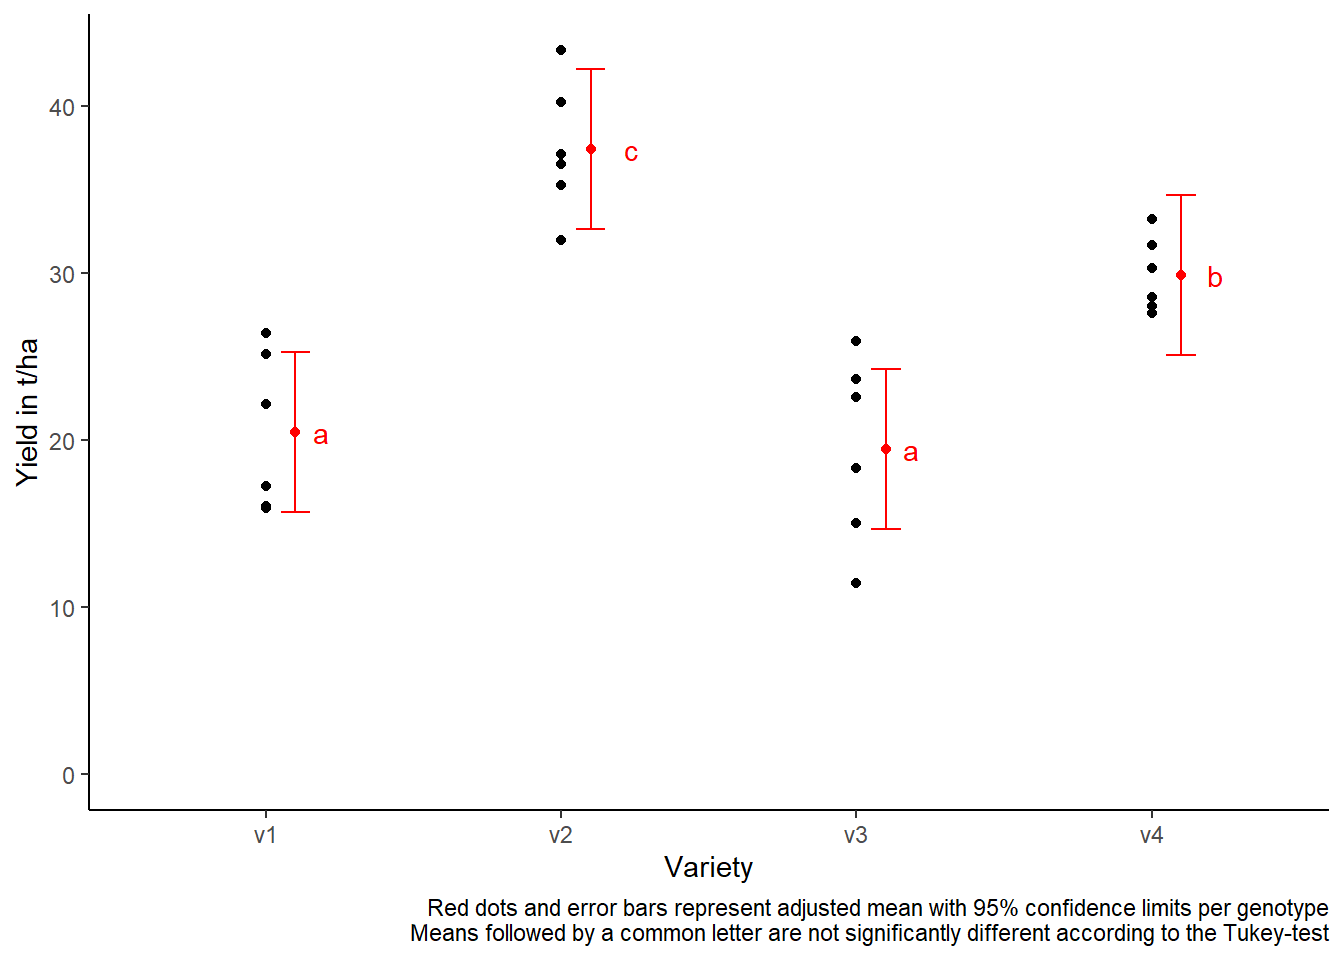 Yield in t/ha
40
30
20
10
0
c
b
a
a
v1 v2 v3 v4
Variety
Red dots and error bars represent adjusted mean with 95% confidence limits per genotype
Means followed by a common letter are not significantly different according to the Tukey-test